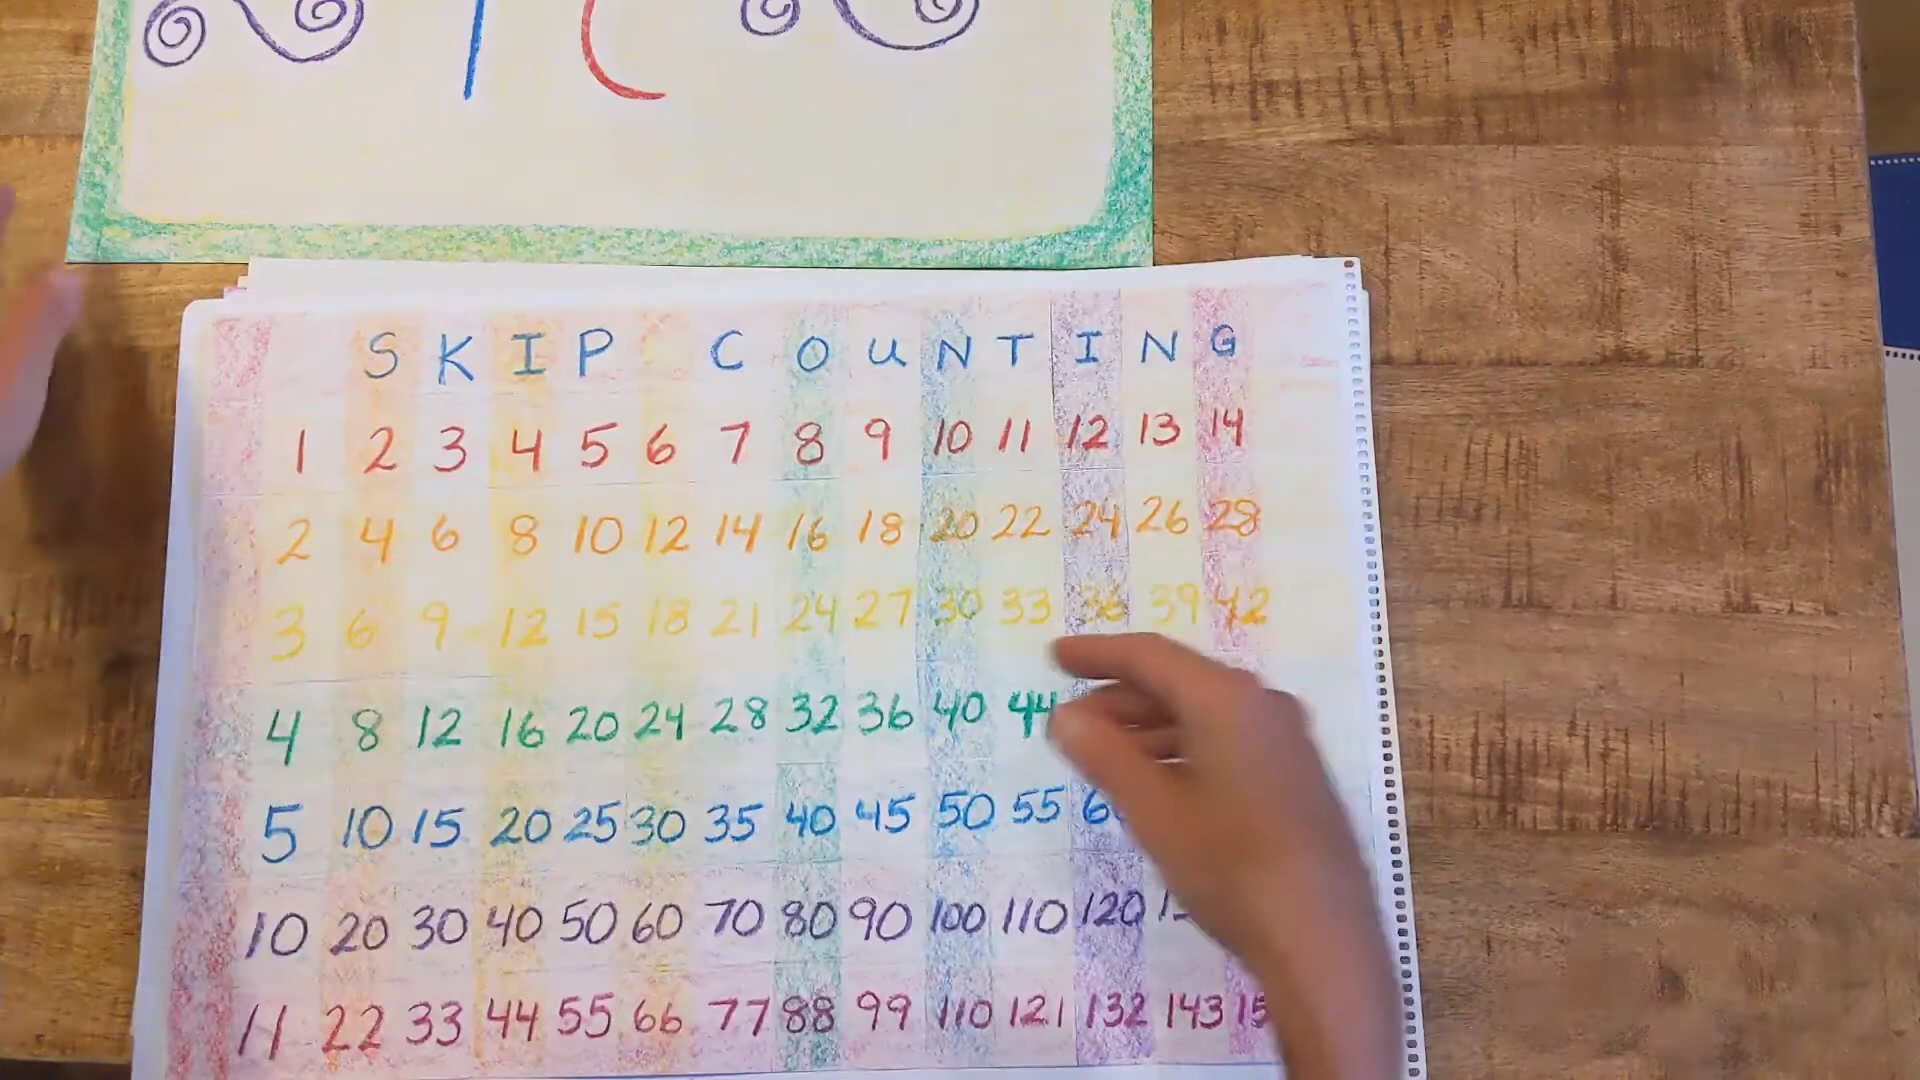 SKIP COUNTING
1 2 3 4 5 6 7 8 9 10 11 12 13 14
2 4 6 8 10 12 14 16 18 20 22 24 26 28
3 6 9 12 15 18 21 24 27 30 33 36 39 42
4 8 12 16 20 24 28 32 36 40 44
5 10 15 20 25 30 35 40 45 50 55
10 20 30 40 50 60 70 80 90 100 110 120
11 22 33 44 55 66 77 88 99 110 121 132 143